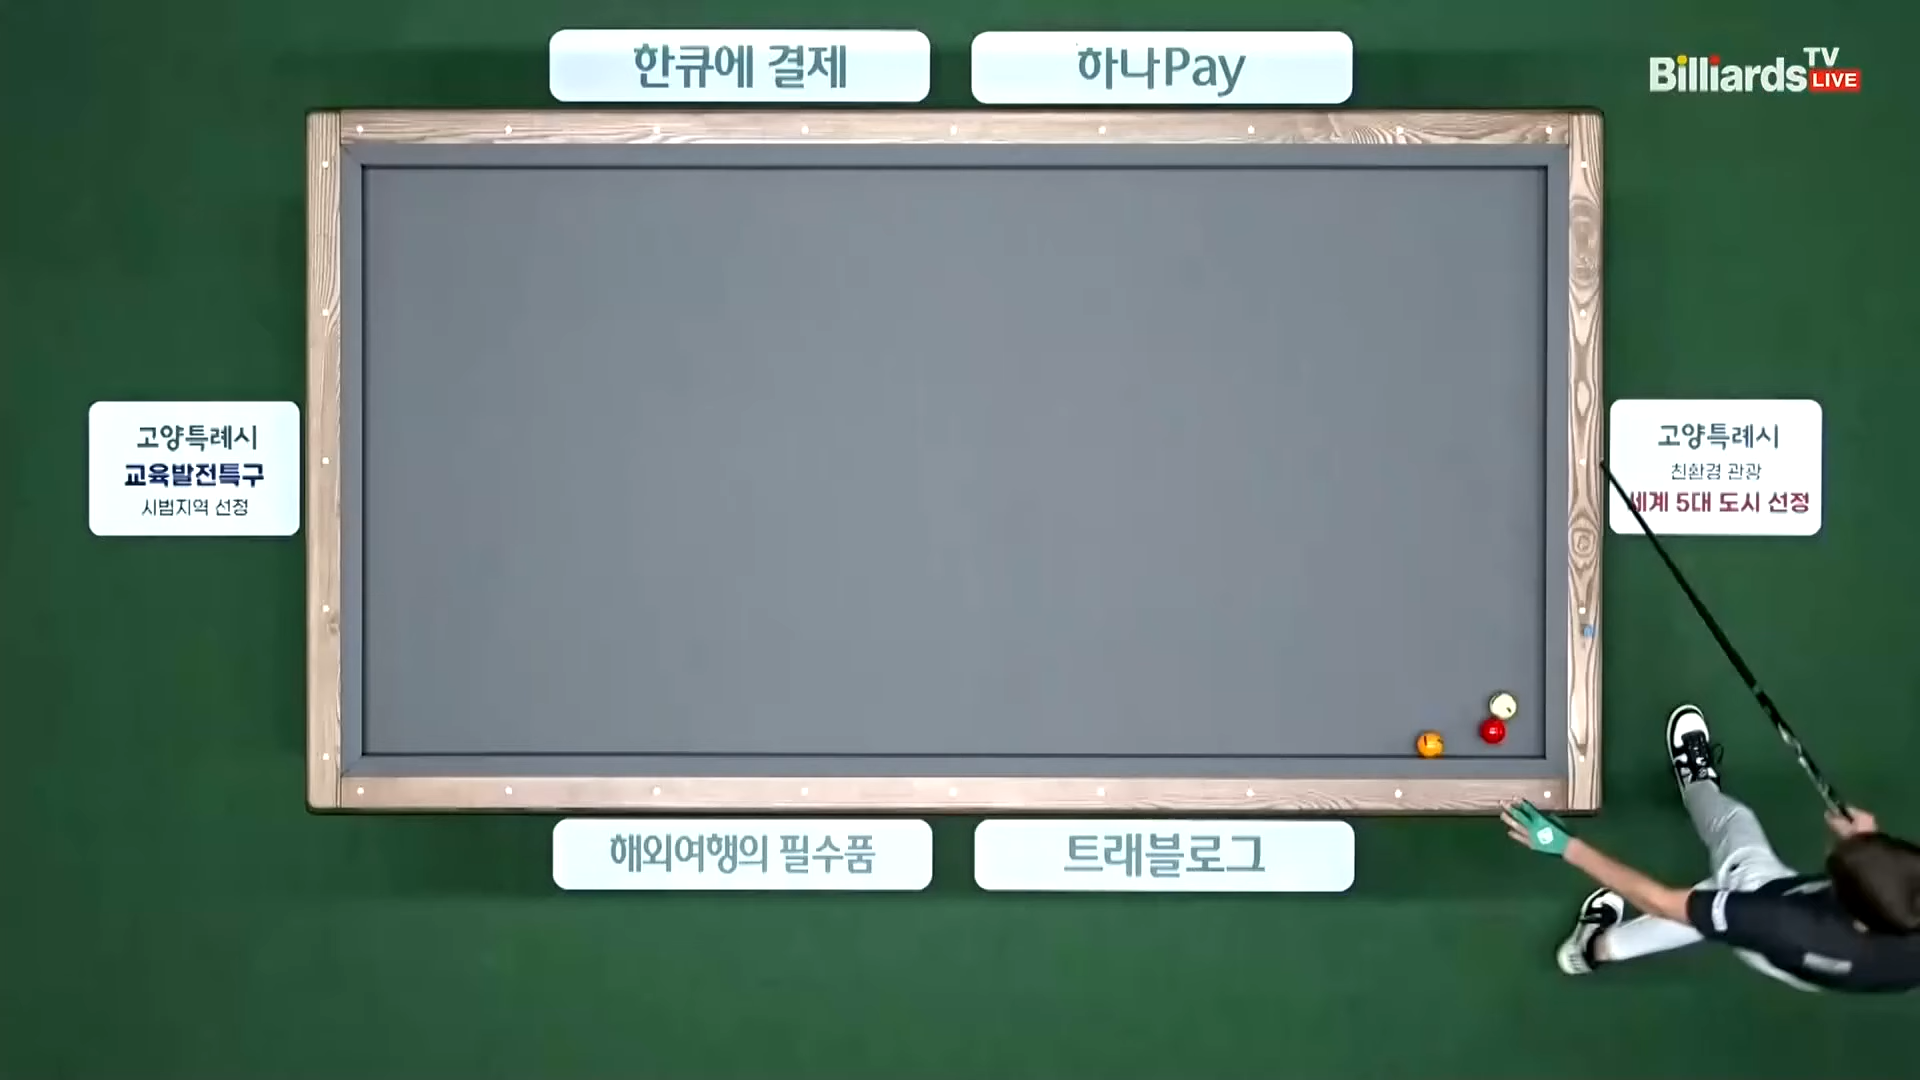 한큐에 결제
하나Pay
BilliardsTV
LIVE
고양특례시
교육발전특구
시범지역 선정
고양특례시
친환경 관광
세계 5대 도시 선정
해외여행의 필수품
트래블로그